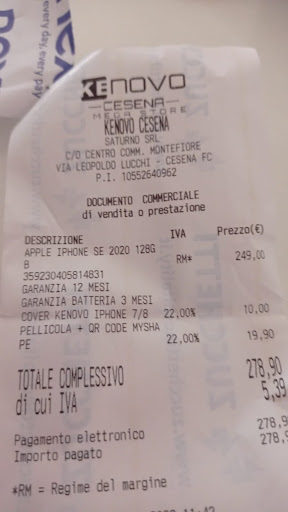 KENOVO
CESENA
MEGA STORE
KENOVO CESENA
SATURNO SRL
C/O CENTRO COMM. MONTEFIORE
VIA LEOPOLDO LUCCHI - CESENA FC
P.I. 10552640962
DOCUMENTO COMMERCIALE
di vendita o prestazione
DESCRIZIONE IVA Prezzo(€)
APPLE IPHONE SE 2020 128G RM* 249,00
B
359230405814831
GARANZIA 12 MESI
GARANZIA BATTERIA 3 MESI
COVER KENOVO IPHONE 7/8 22,00% 10,00
PELLICOLA + QR CODE MYSHA 22,00% 19,90
PE
TOTALE COMPLESSIVO 278,90
di cui IVA 5,39
Pagamento elettronico 278,9
Importo pagato 278,
*RM = Regime del margine